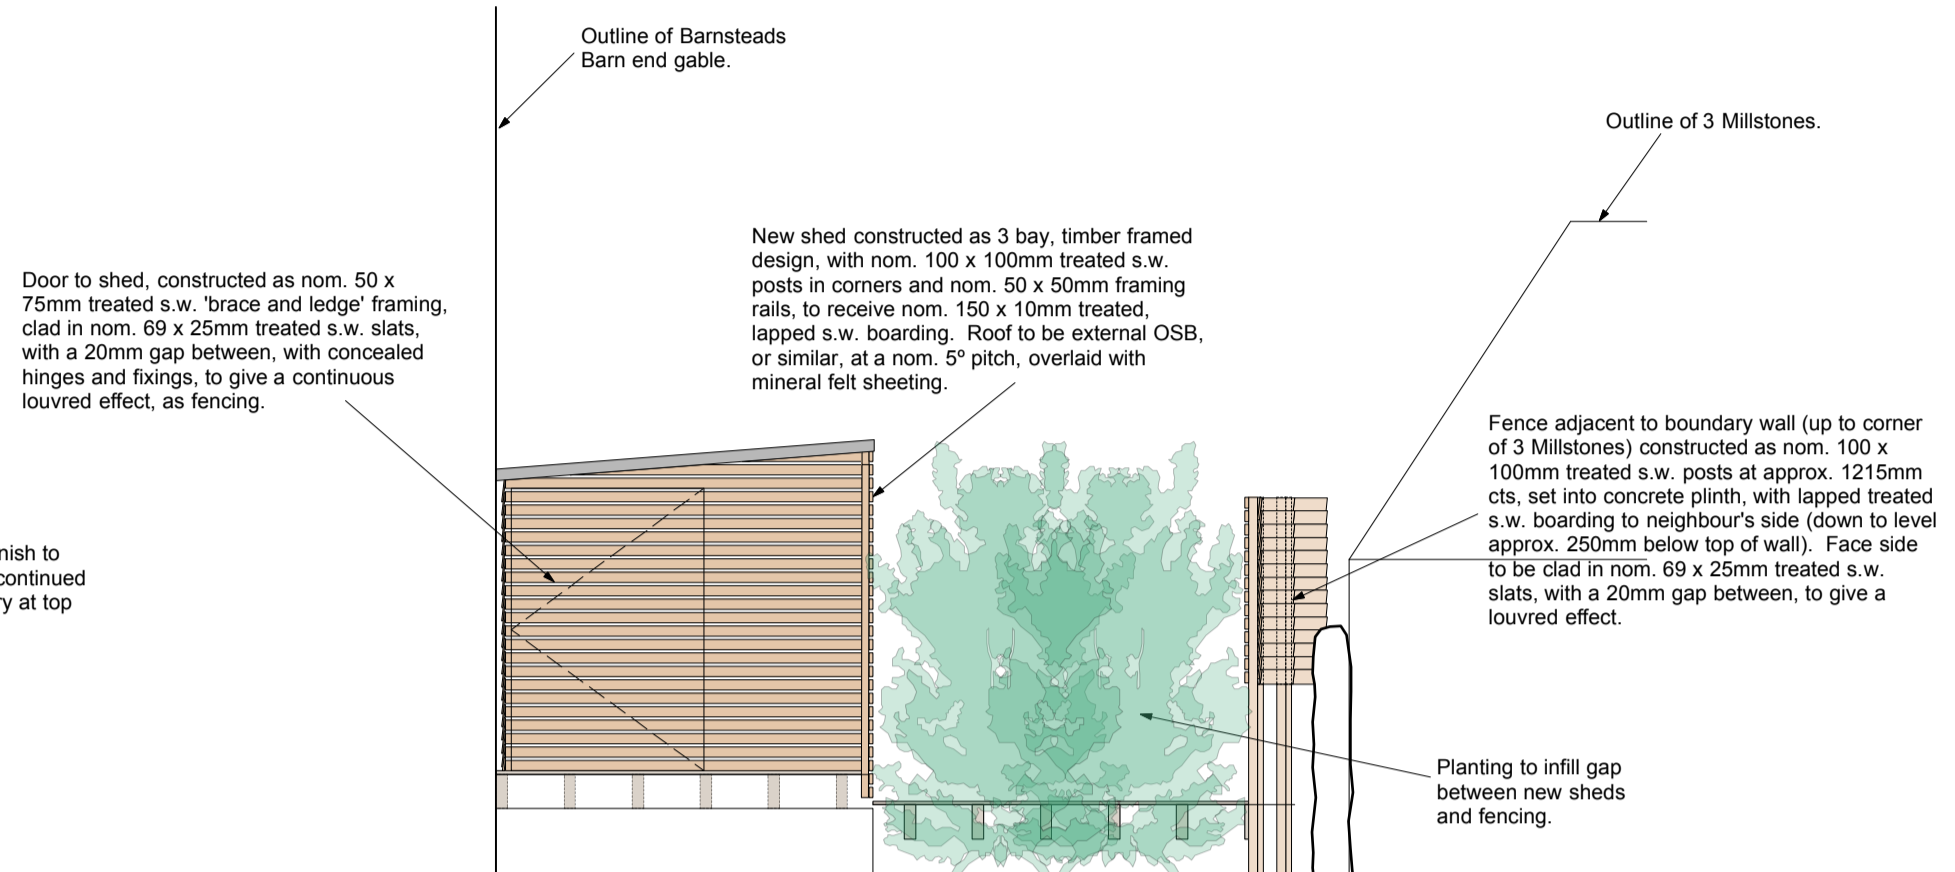 Outline of Barnsteads
Barn end gable.
Outline of 3 Millstones.
New shed constructed as 3 bay, timber framed
design, with nom. 100 x 100mm treated s.w.
posts in corners and nom. 50 x 50mm framing
rails, to receive nom. 150 x 10mm treated,
lapped s.w. boarding. Roof to be external OSB,
or similar, at a nom. 5º pitch, overlaid with
mineral felt sheeting.
Door to shed, constructed as nom. 50 x
75mm treated s.w. 'brace and ledge' framing,
clad in nom. 69 x 25mm treated s.w. slats,
with a 20mm gap between, with concealed
hinges and fixings, to give a continuous
louvred effect, as fencing.
Fence adjacent to boundary wall (up to corner
of 3 Millstones) constructed as nom. 100 x
100mm treated s.w. posts at approx. 1215mm
cts, set into concrete plinth, with lapped treated
s.w. boarding to neighbour's side (down to level
approx. 250mm below top of wall). Face side
to be clad in nom. 69 x 25mm treated s.w.
slats, with a 20mm gap between, to give a
louvred effect.
nish to
continued
ry at top
Planting to infill gap
between new sheds
and fencing.